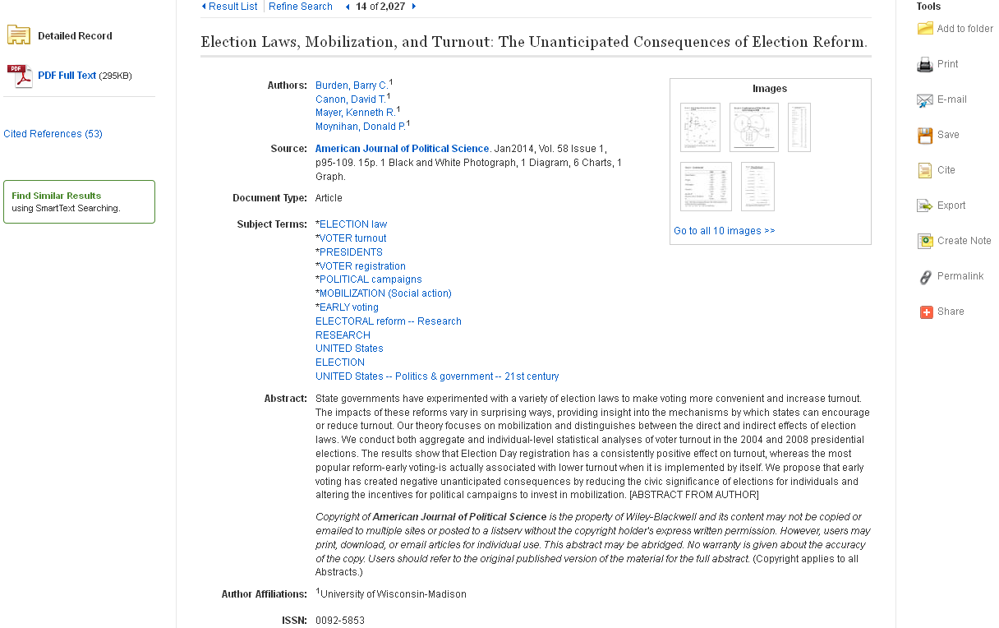 Result List Refine Search 14 of 2,027
Tools
Detailed Record
PDF
PDF Full Text (295KB)
Cited References (53)
Find Similar Results
using SmartText Searching.
Election Laws, Mobilization, and Turnout: The Unanticipated Consequences of Election Reform.
Authors: Burden, Barry C.1
Canon, David T.1
Mayer, Kenneth R.1
Moynihan, Donald P.1
Source: American Journal of Political Science. Jan2014, Vol. 58 Issue 1,
p95-109. 15p. 1 Black and White Photograph, 1 Diagram, 6 Charts, 1
Graph.
Document Type: Article
Subject Terms: *ELECTION law
*VOTER turnout
*PRESIDENTS
*VOTER registration
*POLITICAL campaigns
*MOBILIZATION (Social action)
*EARLY voting
ELECTORAL reform -- Research
RESEARCH
UNITED States
ELECTION
UNITED States -- Politics & government -- 21st century
Images
Go to all 10 images >>
Abstract: State governments have experimented with a variety of election laws to make voting more convenient and increase turnout.
The impacts of these reforms vary in surprising ways, providing insight into the mechanisms by which states can encourage
or reduce turnout. Our theory focuses on mobilization and distinguishes between the direct and indirect effects of election
laws. We conduct both aggregate and individual-level statistical analyses of voter turnout in the 2004 and 2008 presidential
elections. The results show that Election Day registration has a consistently positive effect on turnout, whereas the most
popular reform-early voting-is actually associated with lower turnout when it is implemented by itself. We propose that early
voting has created negative unanticipated consequences by reducing the civic significance of elections for individuals and
altering the incentives for political campaigns to invest in mobilization. [ABSTRACT FROM AUTHOR]
Copyright of American Journal of Political Science is the property of Wiley-Blackwell and its content may not be copied or
emailed to multiple sites or posted to a listserv without the copyright holder's express written permission. However, users may
print, download, or email articles for individual use. This abstract may be abridged. No warranty is given about the accuracy
of the copy. Users should refer to the original published version of the material for the full abstract. (Copyright applies to all
Abstracts.)
Author Affiliations: 1University of Wisconsin-Madison
ISSN: 0092-5853
Add to folder
Print
E-mail
Save
Cite
Export
Create Note
Permalink
Share